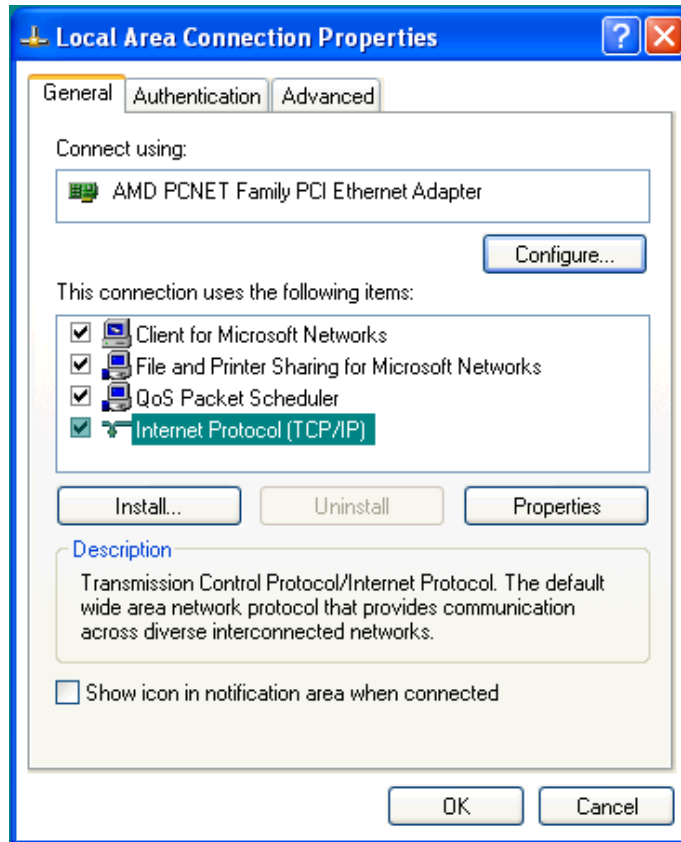 Local Area Connection Properties
General Authentication Advanced
Connect using:
AMD PCNET Family PCI Ethernet Adapter
Configure...
This connection uses the following items:
Client for Microsoft Networks
File and Printer Sharing for Microsoft Networks
QoS Packet Scheduler
Internet Protocol (TCP/IP)
Install... Uninstall Properties
Description
Transmission Control Protocol/Internet Protocol. The default
wide area network protocol that provides communication
across diverse interconnected networks.
Show icon in notification area when connected
OK Cancel